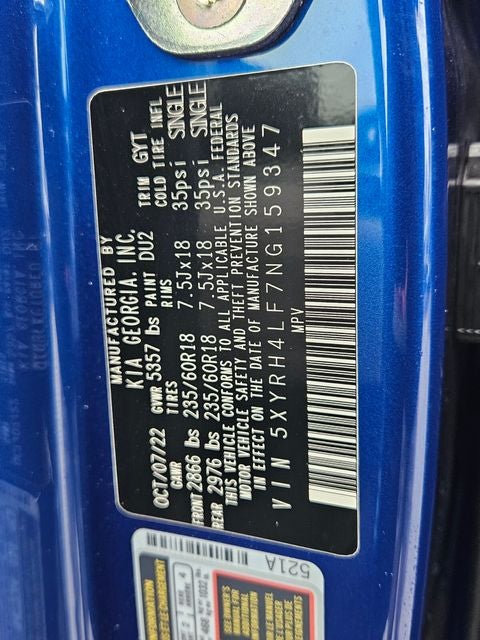 MANUFACTURED BY
KIA GEORGIA, INC.
OCT/07/22 GVWR 5357 lbs PAINT DU2 TRIM GYT
GAWR TIRES RIMS COLD TIRE INFL
FRONT 2866 lbs 235/60R18 7.5Jx18 35psi SINGLE
REAR 2976 lbs 235/60R18 7.5Jx18 35psi SINGLE
THIS VEHICLE CONFORMS TO ALL APPLICABLE U.S.A. FEDERAL
MOTOR VEHICLE SAFETY AND THEFT PREVENTION STANDARDS
IN EFFECT ON THE DATE OF MANUFACTURE SHOWN ABOVE
VIN 5XYRH4LF7NG159347
MPV
521A